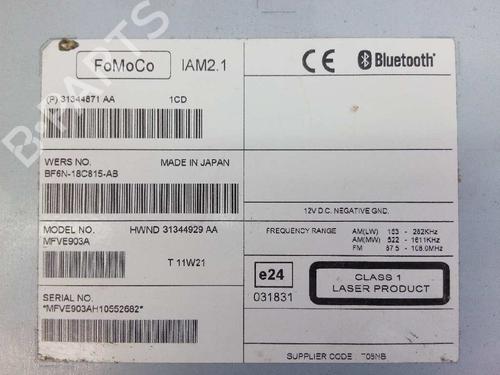 FoMoCo IAM2.1
(P) 31344871 AA 1CD
WERS NO. MADE IN JAPAN
BF6N-18C815-AB
MODEL NO. HWND 31344929 AA
MFVE903A
T 11W21
SERIAL NO.
*MFVE903AH10552682*
CE Bluetooth®
12V D.C. NEGATIVE GND.
FREQUENCY RANGE AM(LW) 153 - 282KHz
AM(MW) 522 - 1611KHz
FM 87.5 - 108.0MHz
e24
031831
CLASS 1
LASER PRODUCT
SUPPLIER CODE T08NB
B-PARTS